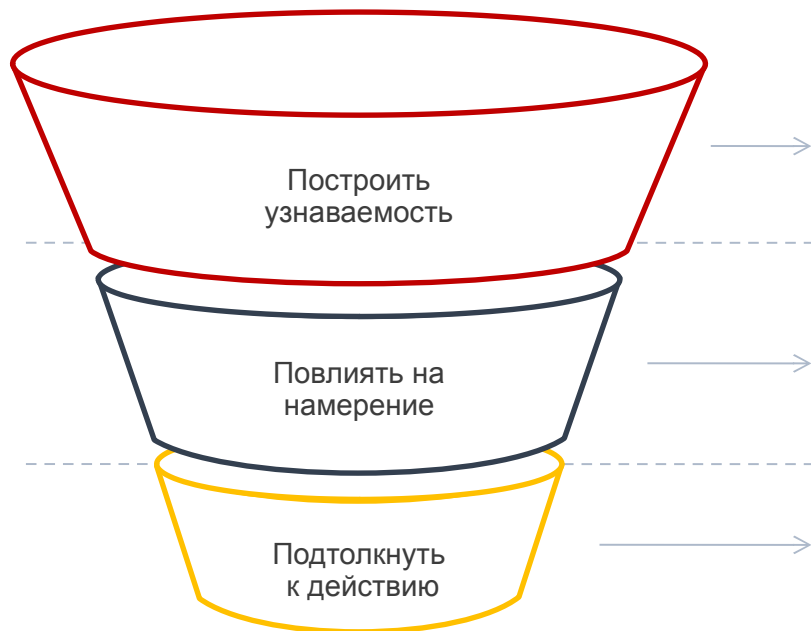 Построить
узнаваемость
Повлиять на
намерение
Подтолкнуть
к действию